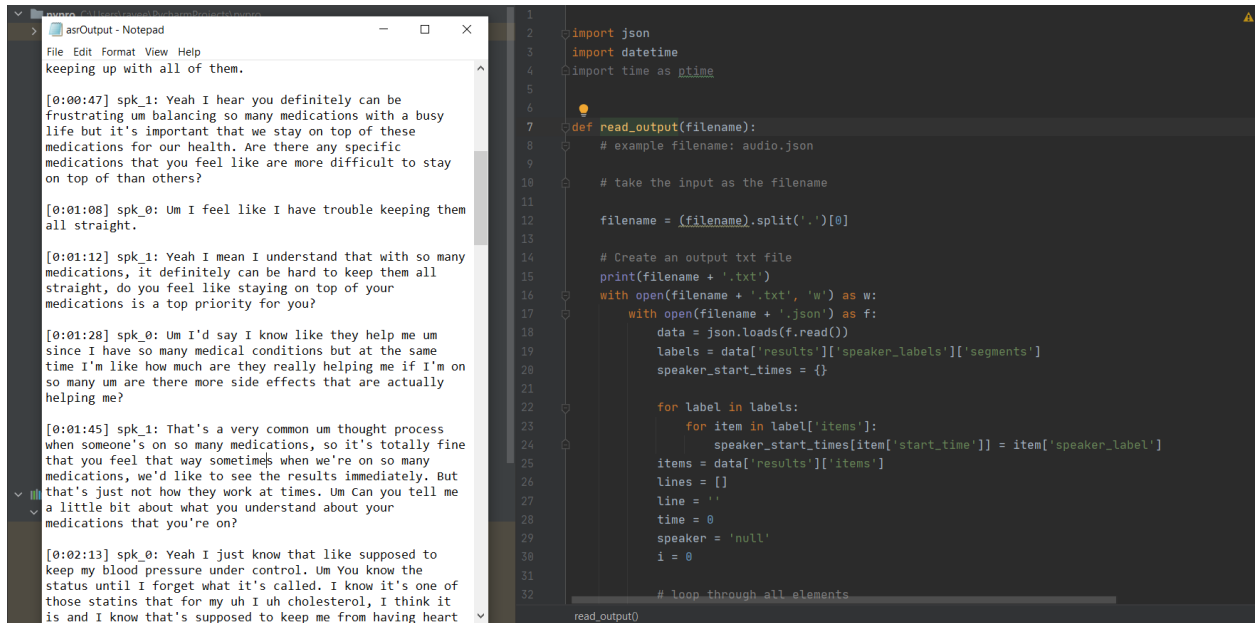 pypro C:\Users\ravee\PycharmProjects\pypro
asrOutput - Notepad
File Edit Format View Help
keeping up with all of them.
[0:00:47] spk_1: Yeah I hear you definitely can be
frustrating um balancing so many medications with a busy
life but it's important that we stay on top of these
medications for our health. Are there any specific
medications that you feel like are more difficult to stay
on top of than others?
[0:01:08] spk_0: Um I feel like I have trouble keeping them
all straight.
[0:01:12] spk_1: Yeah I mean I understand that with so many
medications, it definitely can be hard to keep them all
straight, do you feel like staying on top of your
medications is a top priority for you?
[0:01:28] spk_0: Um I'd say I know like they help me um
since I have so many medical conditions but at the same
time I'm like how much are they really helping me if I'm on
so many um are there more side effects that are actually
helping me?
[0:01:45] spk_1: That's a very common um thought process
when someone's on so many medications, so it's totally fine
that you feel that way sometimes when we're on so many
medications, we'd like to see the results immediately. But
that's just not how they work at times. Um Can you tell me
a little bit about what you understand about your
medications that you're on?
[0:02:13] spk_0: Yeah I just know that like supposed to
keep my blood pressure under control. Um You know the
status until I forget what it's called. I know it's one of
those statins that for my uh I uh cholesterol, I think it
is and I know that's supposed to keep me from having heart
1
2 import json
3 import datetime
4 import time as ptime
5
6
7 def read_output(filename):
8 # example filename: audio.json
9
10 # take the input as the filename
11
12 filename = (filename).split('.')[0]
13
14 # Create an output txt file
15 print(filename + '.txt')
16 with open(filename + '.txt', 'w') as w:
17 with open(filename + '.json') as f:
18 data = json.loads(f.read())
19 labels = data['results']['speaker_labels']['segments']
20 speaker_start_times = {}
21
22 for label in labels:
23 for item in label['items']:
24 speaker_start_times[item['start_time']] = item['speaker_label']
25 items = data['results']['items']
26 lines = []
27 line = ''
28 time = 0
29 speaker = 'null'
30 i = 0
31
32 # loop through all elements
read_output()